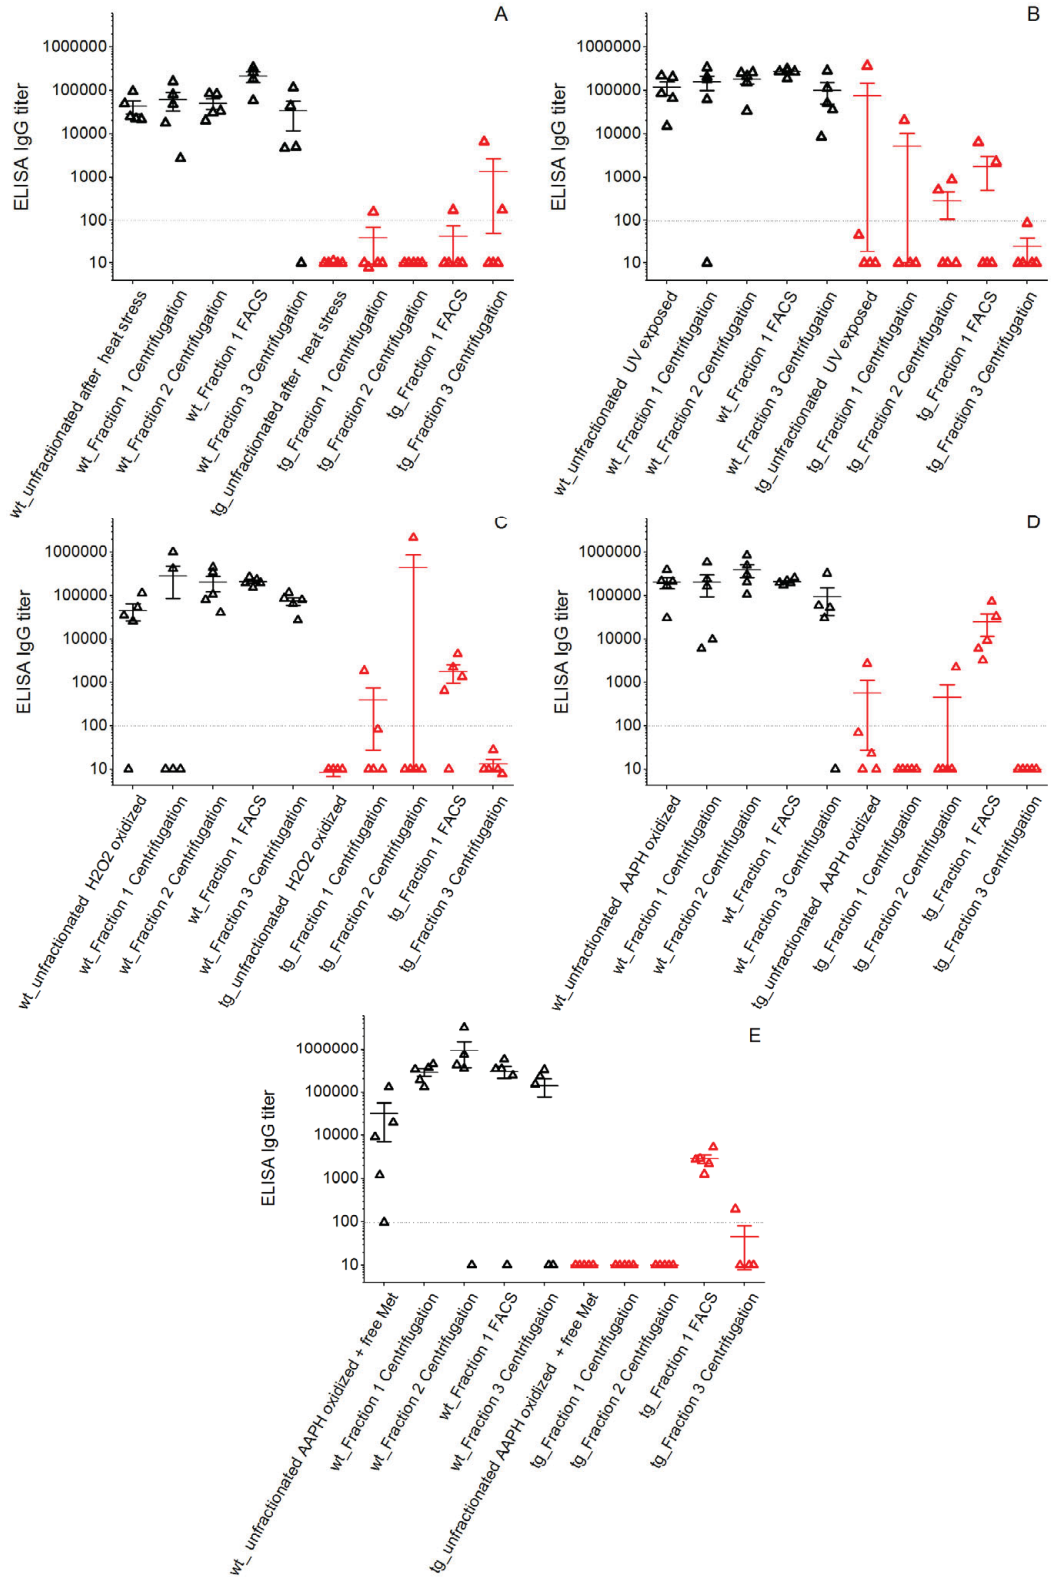 A
ELISA IgG titer
1000000
100000
10000
1000
100
10
wt_unfractionated after heat stress
wt_Fraction 1 Centrifugation
wt_Fraction 2 Centrifugation
wt_Fraction 1 FACS
wt_Fraction 3 Centrifugation
tg_unfractionated after heat stress
tg_Fraction 1 Centrifugation
tg_Fraction 2 Centrifugation
tg_Fraction 1 FACS
tg_Fraction 3 Centrifugation
B
ELISA IgG titer
1000000
100000
10000
1000
100
10
wt_unfractionated UV exposed
wt_Fraction 1 Centrifugation
wt_Fraction 2 Centrifugation
wt_Fraction 1 FACS
wt_Fraction 3 Centrifugation
tg_unfractionated UV exposed
tg_Fraction 1 Centrifugation
tg_Fraction 2 Centrifugation
tg_Fraction 1 FACS
tg_Fraction 3 Centrifugation
C
ELISA IgG titer
1000000
100000
10000
1000
100
10
wt_unfractionated H2O2 oxidized
wt_Fraction 1 Centrifugation
wt_Fraction 2 Centrifugation
wt_Fraction 1 FACS
wt_Fraction 3 Centrifugation
tg_unfractionated H2O2 oxidized
tg_Fraction 1 Centrifugation
tg_Fraction 2 Centrifugation
tg_Fraction 1 FACS
tg_Fraction 3 Centrifugation
D
ELISA IgG titer
1000000
100000
10000
1000
100
10
wt_unfractionated AAPH oxidized
wt_Fraction 1 Centrifugation
wt_Fraction 2 Centrifugation
wt_Fraction 1 FACS
wt_Fraction 3 Centrifugation
tg_unfractionated AAPH oxidized
tg_Fraction 1 Centrifugation
tg_Fraction 2 Centrifugation
tg_Fraction 1 FACS
tg_Fraction 3 Centrifugation
E
ELISA IgG titer
1000000
100000
10000
1000
100
10
wt_ unfractionated AAPH oxidized + free Met
wt_Fraction 1 Centrifugation
wt_Fraction 2 Centrifugation
wt_Fraction 1 FACS
wt_Fraction 3 Centrifugation
tg_unfractionated AAPH oxidized + free Met
tg_Fraction 1 Centrifugation
tg_Fraction 2 Centrifugation
tg_Fraction 1 FACS
tg_Fraction 3 Centrifugation